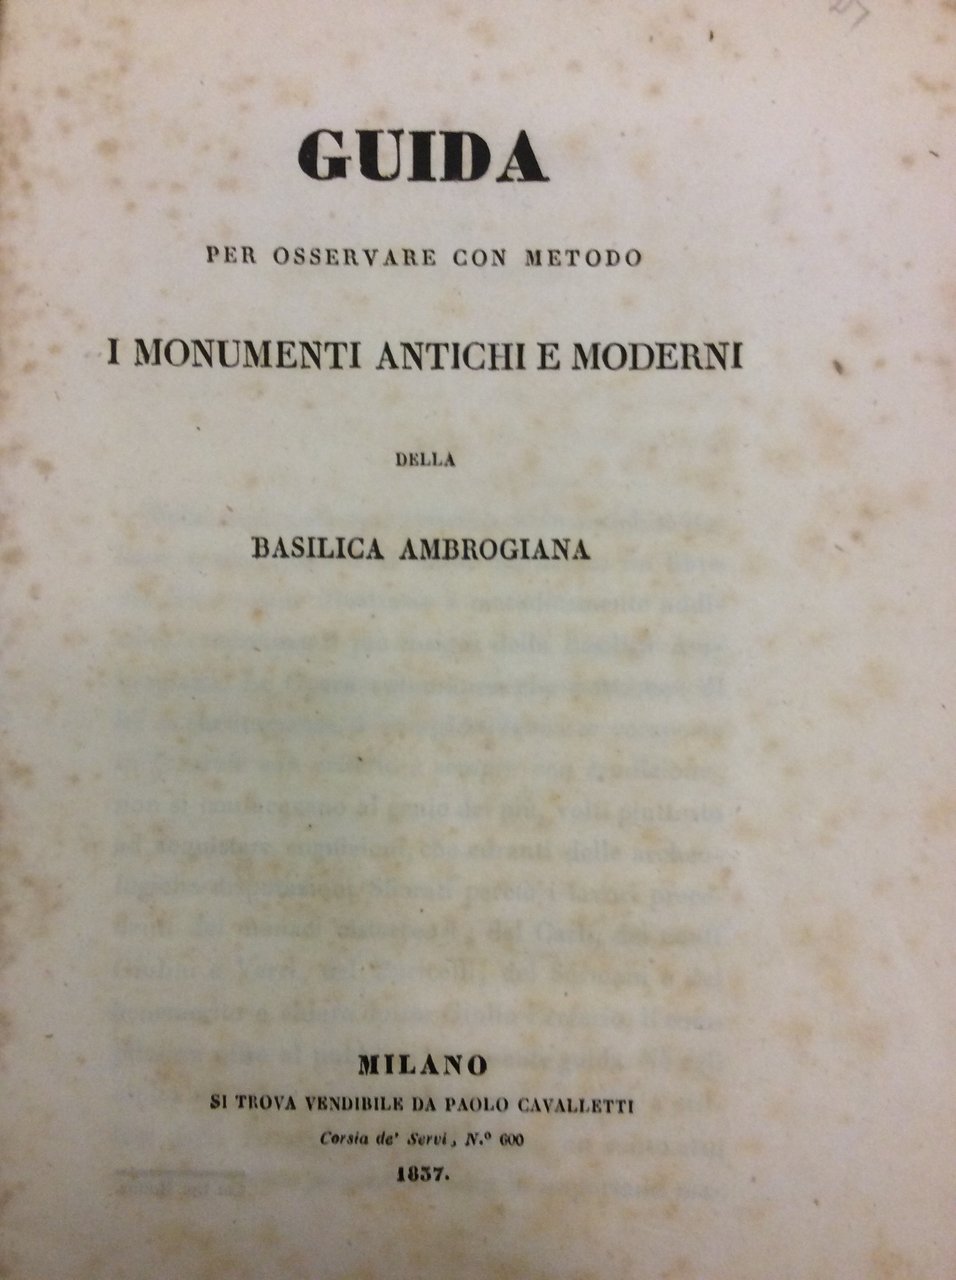 GUIDA
PER OSSERVARE CON METODO
I MONUMENTI ANTICHI E MODERNI
DELLA
BASILICA AMBROGIANA
MILANO
SI TROVA VENDIBILE DA PAOLO CAVALLETTI
Corsia de' Servi, N.º 600
1837.